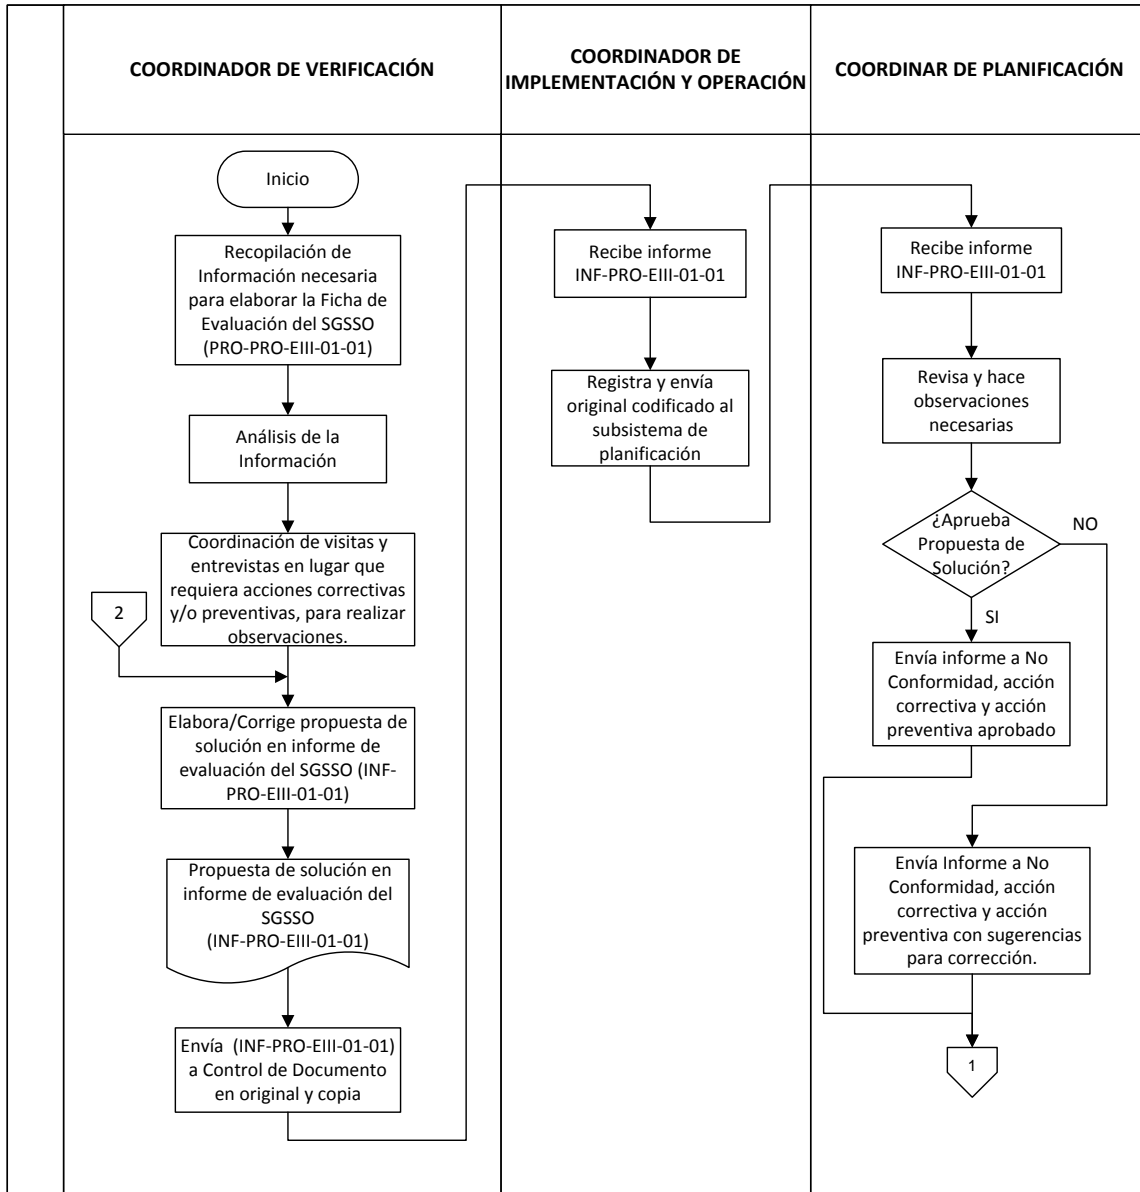 COORDINADOR DE VERIFICACIÓN
COORDINADOR DE
IMPLEMENTACIÓN Y OPERACIÓN
COORDINAR DE PLANIFICACIÓN
Inicio
Recopilación de
Información necesaria
para elaborar la Ficha de
Evaluación del SGSSO
(PRO-PRO-EIII-01-01)
Análisis de la
Información
Coordinación de visitas y
entrevistas en lugar que
requiera acciones correctivas
y/o preventivas, para realizar
observaciones.
2
Elabora/Corrige propuesta de
solución en informe de
evaluación del SGSSO (INF-
PRO-EIII-01-01)
Propuesta de solución en
informe de evaluación del
SGSSO
(INF-PRO-EIII-01-01)
Envía (INF-PRO-EIII-01-01)
a Control de Documento
en original y copia
Recibe informe
INF-PRO-EIII-01-01
Registra y envía
original codificado al
subsistema de
planificación
Recibe informe
INF-PRO-EIII-01-01
Revisa y hace
observaciones
necesarias
¿Aprueba
Propuesta de
Solución?
NO
SI
Envía informe a No
Conformidad, acción
correctiva y acción
preventiva aprobado
Envía Informe a No
Conformidad, acción
correctiva y acción
preventiva con sugerencias
para corrección.
1